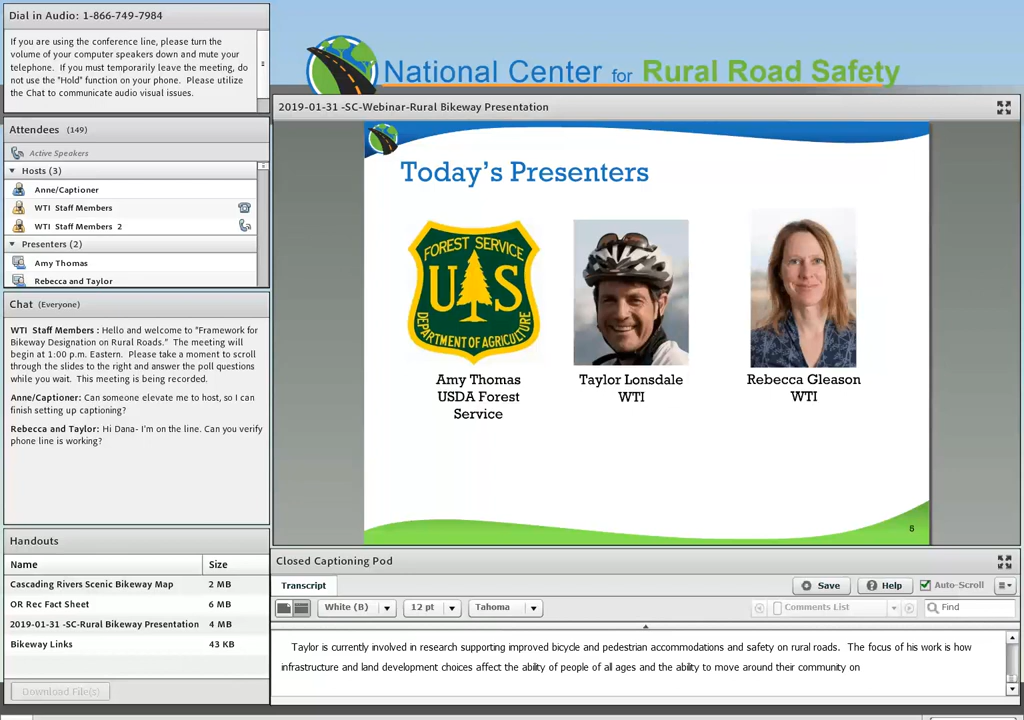 Dial in Audio: 1-866-749-7984
If you are using the conference line, please turn the
volume of your computer speakers down and mute your
telephone.  If you must temporarily leave the meeting, do
not use the "Hold" function on your phone.  Please utilize
the Chat to communicate audio visual issues.
Attendees (149)
Active Speakers
Hosts (3)
Anne/Captioner
WTI  Staff Members
WTI  Staff Members  2
Presenters (2)
Amy Thomas
Rebecca and Taylor
Chat (Everyone)
WTI  Staff Members : Hello and welcome to "Framework for
Bikeway Designation on Rural Roads."  The meeting will
begin at 1:00 p.m. Eastern.  Please take a moment to scroll
through the slides to the right and answer the poll questions
while you wait.  This meeting is being recorded.
Anne/Captioner: Can someone elevate me to host, so I can
finish setting up captioning?
Rebecca and Taylor: Hi Dana- I'm on the line. Can you verify
phone line is working?
Handouts
Name Size
Cascading Rivers Scenic Bikeway Map 2 MB
OR Rec Fact Sheet 6 MB
2019-01-31 -SC-Rural Bikeway Presentation 4 MB
Bikeway Links 43 KB
Download File(s)
National Center for Rural Road Safety
2019-01-31 -SC-Webinar-Rural Bikeway Presentation
Today's Presenters
FOREST SERVICE
U S
DEPARTMENT OF AGRICULTURE
Amy Thomas
USDA Forest
Service
Taylor Lonsdale
WTI
Rebecca Gleason
WTI
8
Closed Captioning Pod
Transcript
Save
Help
Auto-Scroll
White (B)
12 pt
Tahoma
Comments List
Find
Taylor is currently involved in research supporting improved bicycle and pedestrian accommodations and safety on rural roads.  The focus of his work is how
infrastructure and land development choices affect the ability of people of all ages and the ability to move around their community on